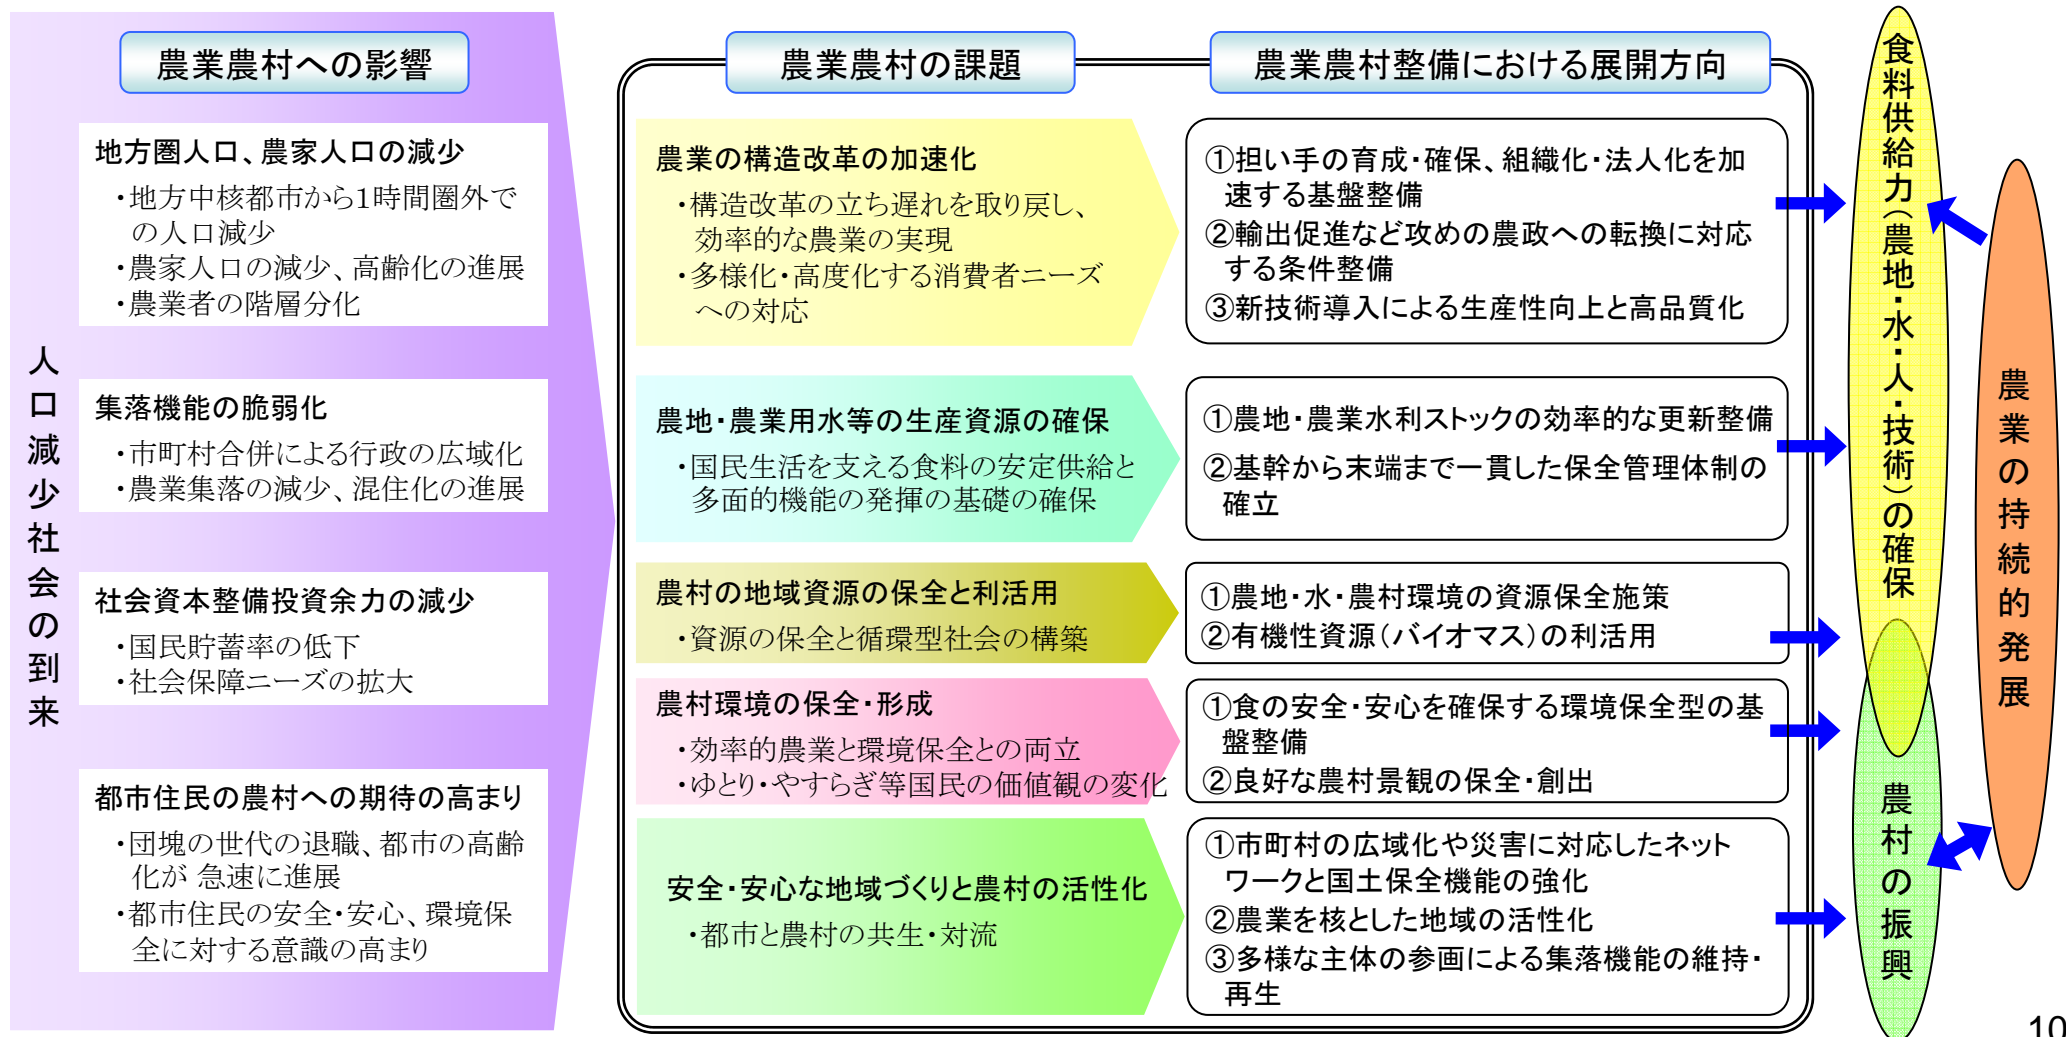 人口減少社会の到来
農業農村への影響
地方圏人口、農家人口の減少
・地方中核都市から1時間圏外で
の人口減少
・農家人口の減少、高齢化の進展
・農業者の階層分化
集落機能の脆弱化
・市町村合併による行政の広域化
・農業集落の減少、混住化の進展
社会資本整備投資余力の減少
・国民貯蓄率の低下
・社会保障ニーズの拡大
都市住民の農村への期待の高まり
・団塊の世代の退職、都市の高齢
化が 急速に進展
・都市住民の安全・安心、環境保
全に対する意識の高まり
農業農村の課題
農業農村整備における展開方向
農業の構造改革の加速化
・構造改革の立ち遅れを取り戻し、
効率的な農業の実現
・多様化・高度化する消費者ニーズ
への対応
①担い手の育成・確保、組織化・法人化を加
速する基盤整備
②輸出促進など攻めの農政への転換に対応
する条件整備
③新技術導入による生産性向上と高品質化
農地・農業用水等の生産資源の確保
・国民生活を支える食料の安定供給と
多面的機能の発揮の基礎の確保
①農地・農業水利ストックの効率的な更新整備
②基幹から末端まで一貫した保全管理体制の
確立
農村の地域資源の保全と利活用
・資源の保全と循環型社会の構築
①農地・水・農村環境の資源保全施策
②有機性資源（バイオマス）の利活用
農村環境の保全・形成
・効率的農業と環境保全との両立
・ゆとり・やすらぎ等国民の価値観の変化
①食の安全・安心を確保する環境保全型の基
盤整備
②良好な農村景観の保全・創出
安全・安心な地域づくりと農村の活性化
・都市と農村の共生・対流
①市町村の広域化や災害に対応したネット
ワークと国土保全機能の強化
②農業を核とした地域の活性化
③多様な主体の参画による集落機能の維持・
再生
食料供給力（農地・水・人・技術）の確保
農村の振興
農業の持続的発展
10